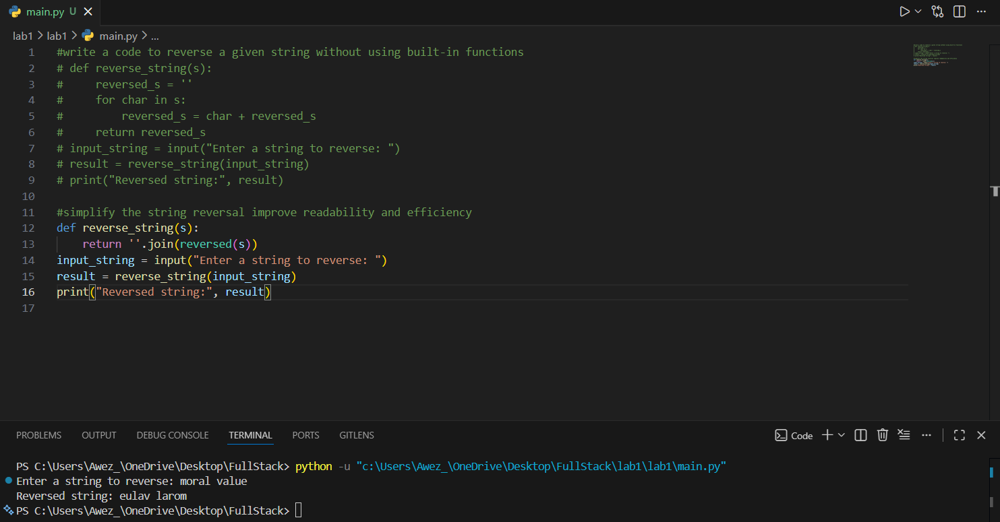 main.py U
lab1 > lab1 > main.py > ...
1 #write a code to reverse a given string without using built-in functions
2 # def reverse_string(s):
3 #     reversed_s = ''
4 #     for char in s:
5 #         reversed_s = char + reversed_s
6 #     return reversed_s
7 # input_string = input("Enter a string to reverse: ")
8 # result = reverse_string(input_string)
9 # print("Reversed string:", result)
10
11 #simplify the string reversal improve readability and efficiency
12 def reverse_string(s):
13     return ''.join(reversed(s))
14 input_string = input("Enter a string to reverse: ")
15 result = reverse_string(input_string)
16 print("Reversed string:", result)
17
PROBLEMS OUTPUT DEBUG CONSOLE TERMINAL PORTS GITLENS Code
PS C:\Users\Awez_\OneDrive\Desktop\FullStack> python -u "c:\Users\Awez_\OneDrive\Desktop\FullStack\lab1\lab1\main.py"
Enter a string to reverse: moral value
Reversed string: eulav larom
PS C:\Users\Awez_\OneDrive\Desktop\FullStack>